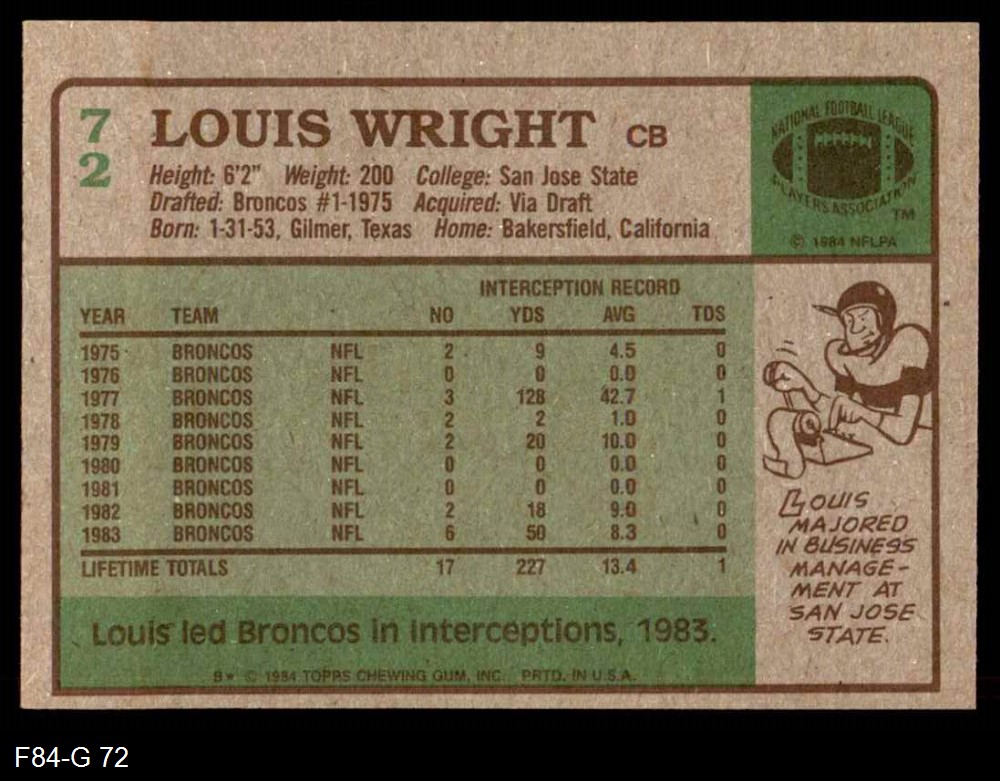 72
LOUIS WRIGHT CB
Height: 6'2" Weight: 200 College: San Jose State
Drafted: Broncos #1-1975 Acquired: Via Draft
Born: 1-31-53, Gilmer, Texas Home: Bakersfield, California
NATIONAL FOOTBALL LEAGUE
PLAYERS ASSOCIATION
TM
© 1984 NFLPA
INTERCEPTION RECORD
YEAR TEAM NO YDS AVG TDS
1975 BRONCOS NFL 2 9 4.5 0
1976 BRONCOS NFL 0 0 0.0 0
1977 BRONCOS NFL 3 128 42.7 1
1978 BRONCOS NFL 2 2 1.0 0
1979 BRONCOS NFL 2 20 10.0 0
1980 BRONCOS NFL 0 0 0.0 0
1981 BRONCOS NFL 0 0 0.0 0
1982 BRONCOS NFL 2 18 9.0 0
1983 BRONCOS NFL 6 50 8.3 0
LIFETIME TOTALS 17 227 13.4 1
LOUIS
MAJORED
IN BUSINESS
MANAGE-
MENT AT
SAN JOSE
STATE.
Louis led Broncos in interceptions, 1983.
B* © 1984 TOPPS CHEWING GUM, INC. PRTD. IN U.S.A.
F84-G 72